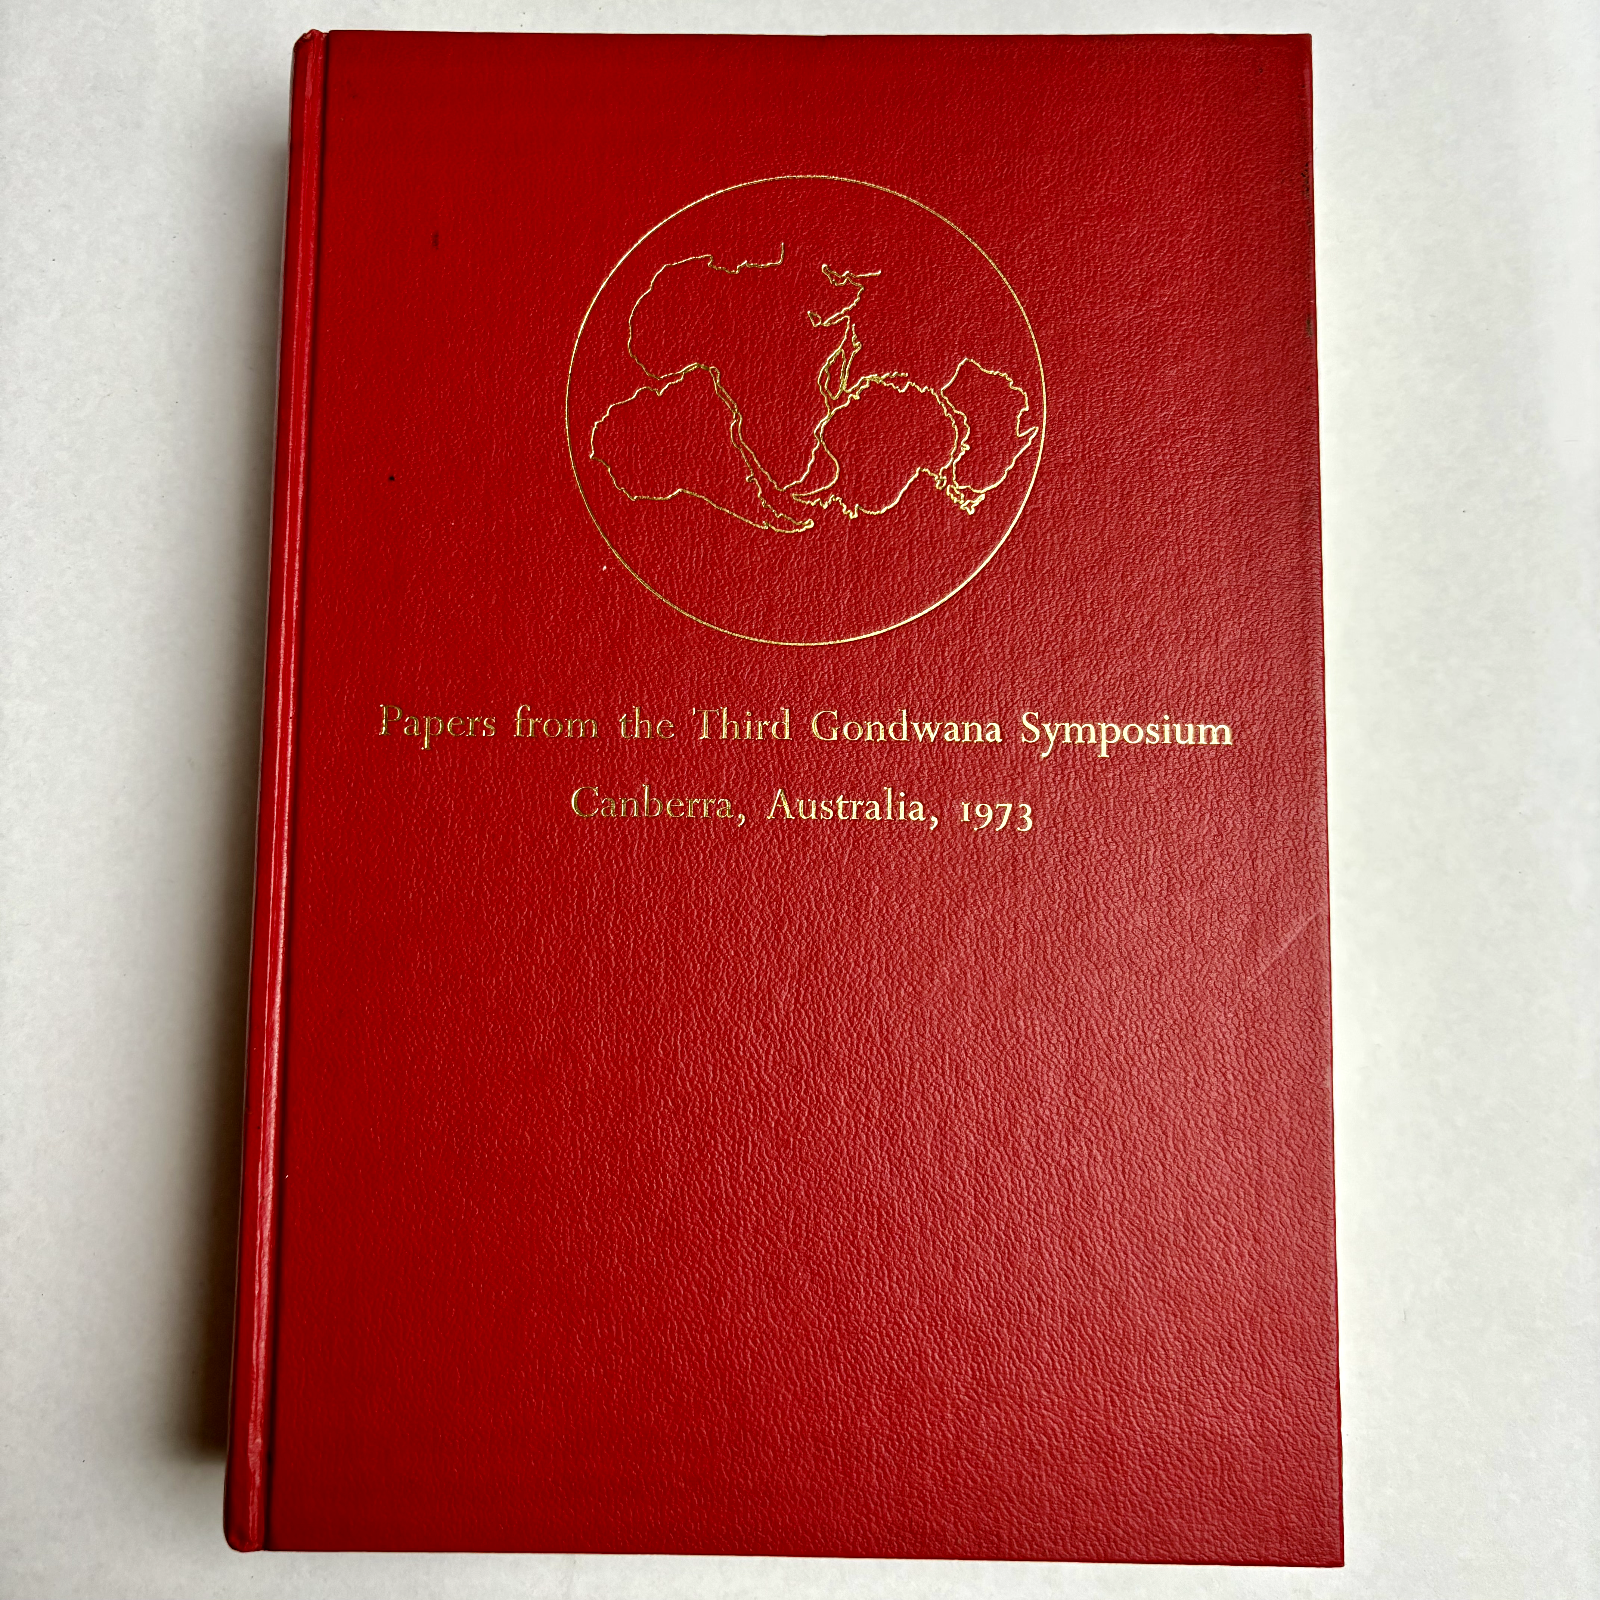 Papers from the Third Gondwana Symposium
Canberra, Australia, 1973